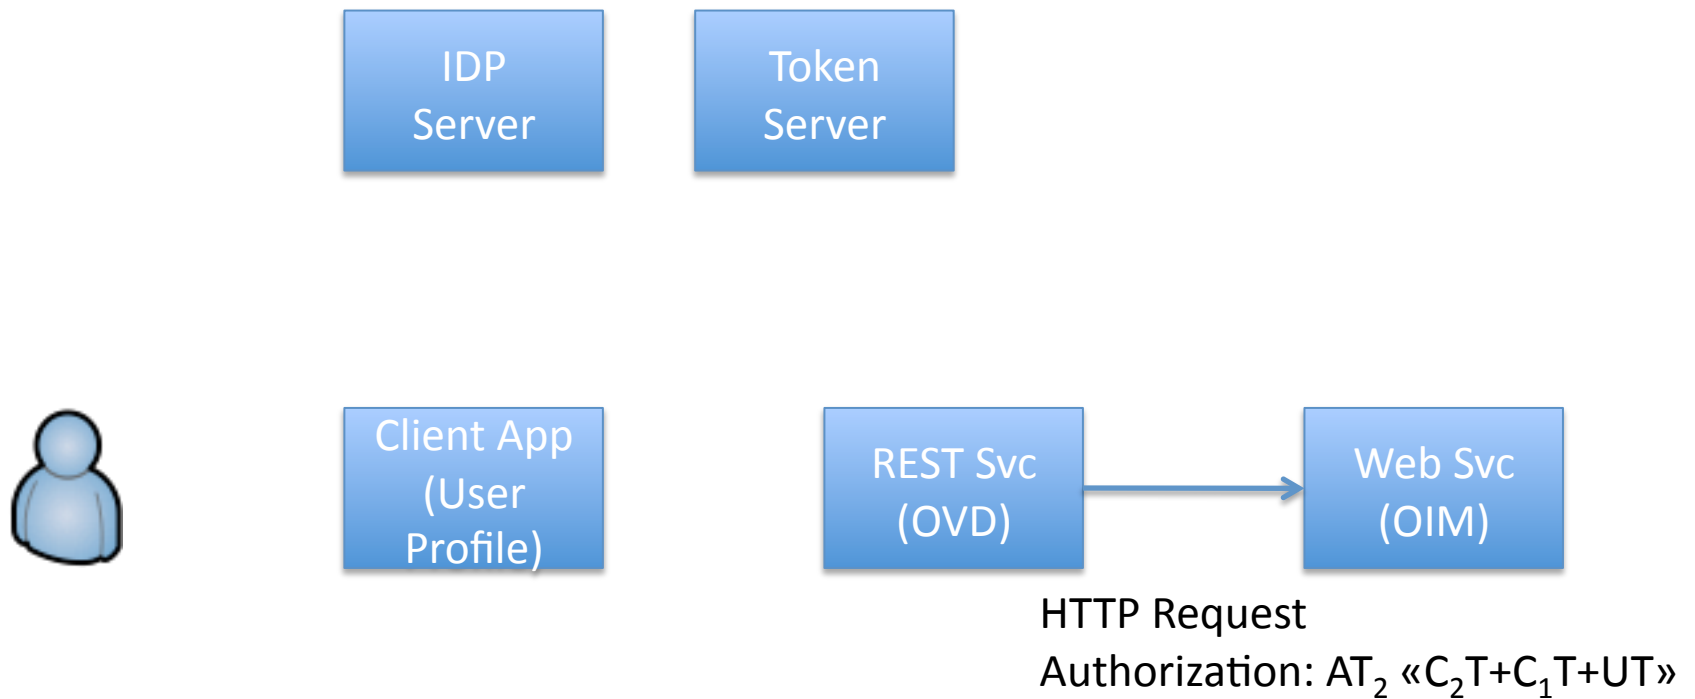 IDP
Server
Token
Server
Client App
(User
Profile)
REST Svc
(OVD)
Web Svc
(OIM)
HTTP Request
Authorization: AT₂ «C₂T+C₁T+UT»